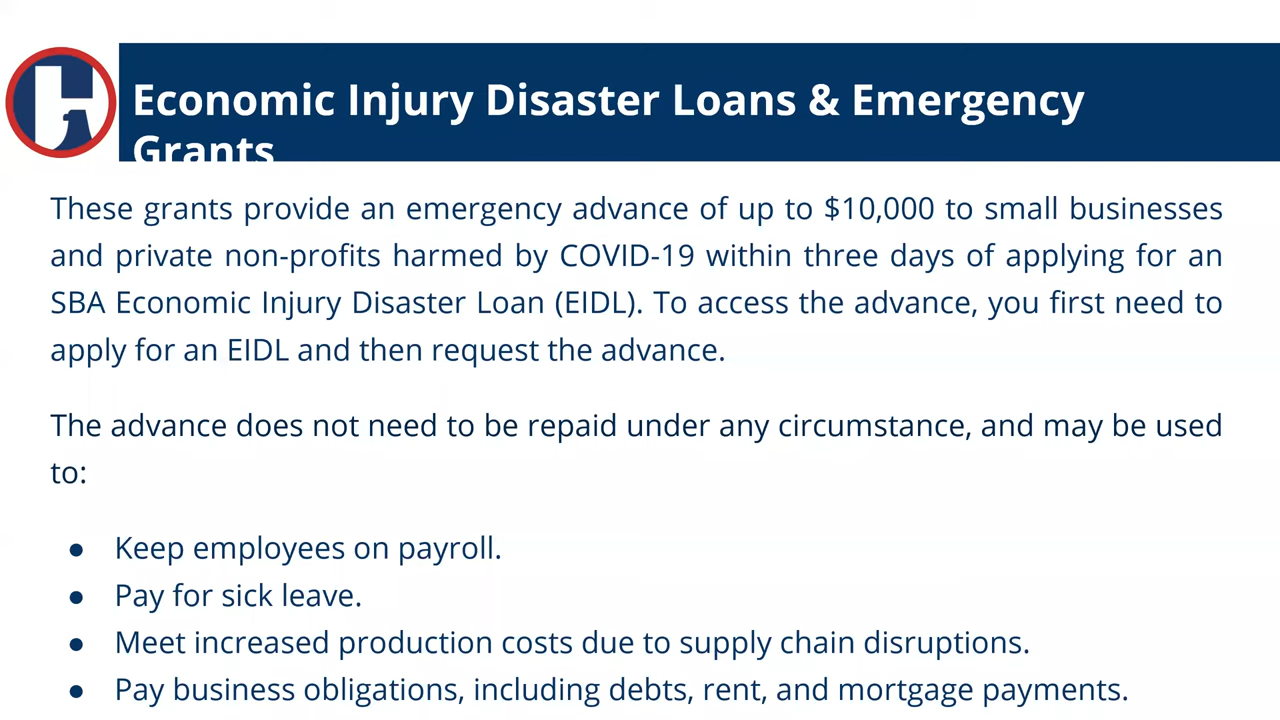 Economic Injury Disaster Loans & Emergency
Grants
These grants provide an emergency advance of up to $10,000 to small businesses
and private non-profits harmed by COVID-19 within three days of applying for an
SBA Economic Injury Disaster Loan (EIDL). To access the advance, you first need to
apply for an EIDL and then request the advance.
The advance does not need to be repaid under any circumstance, and may be used
to:
● Keep employees on payroll.
● Pay for sick leave.
● Meet increased production costs due to supply chain disruptions.
● Pay business obligations, including debts, rent, and mortgage payments.